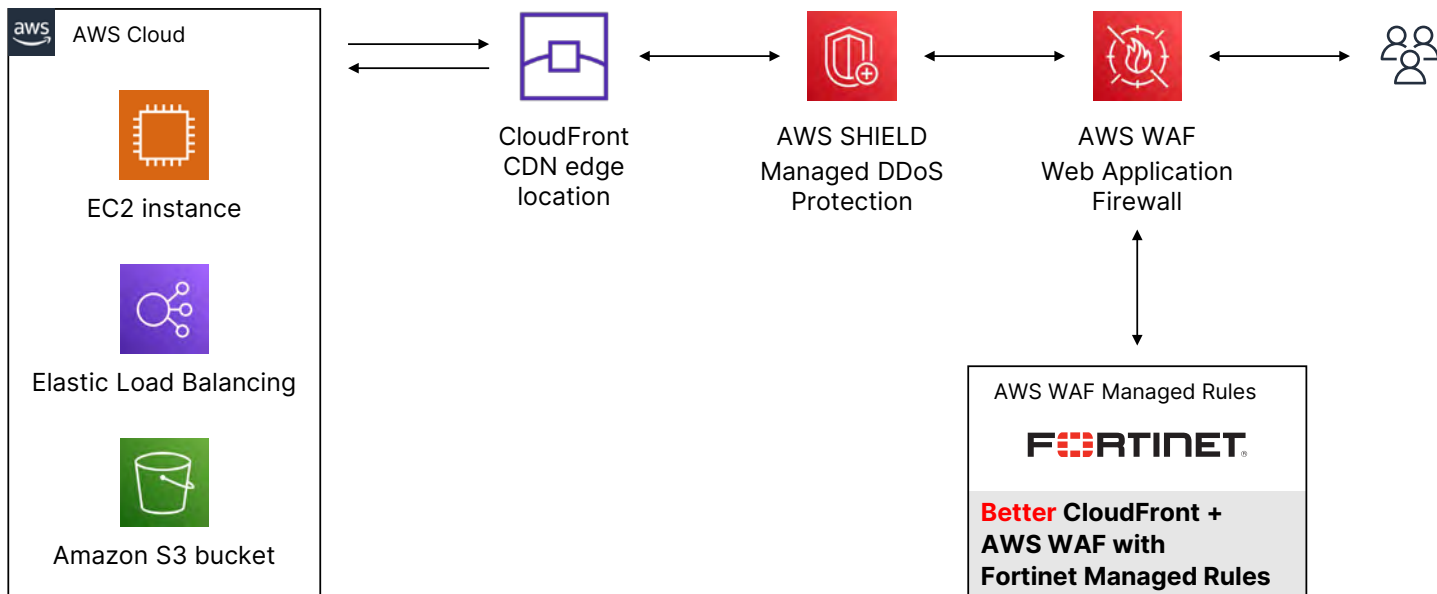 aws
AWS Cloud
EC2 instance
Elastic Load Balancing
Amazon S3 bucket
CloudFront
CDN edge
location
AWS SHIELD
Managed DDoS
Protection
AWS WAF
Web Application
Firewall
AWS WAF Managed Rules
FORTINET®
Better CloudFront +
AWS WAF with
Fortinet Managed Rules